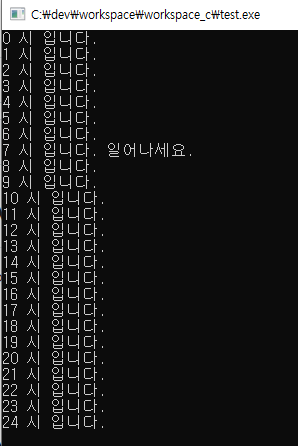 C:\dev\workspace\workspace_c\test.exe
0 시 입니다.
1 시 입니다.
2 시 입니다.
3 시 입니다.
4 시 입니다.
5 시 입니다.
6 시 입니다.
7 시 입니다. 일어나세요.
8 시 입니다.
9 시 입니다.
10 시 입니다.
11 시 입니다.
12 시 입니다.
13 시 입니다.
14 시 입니다.
15 시 입니다.
16 시 입니다.
17 시 입니다.
18 시 입니다.
19 시 입니다.
20 시 입니다.
21 시 입니다.
22 시 입니다.
23 시 입니다.
24 시 입니다.